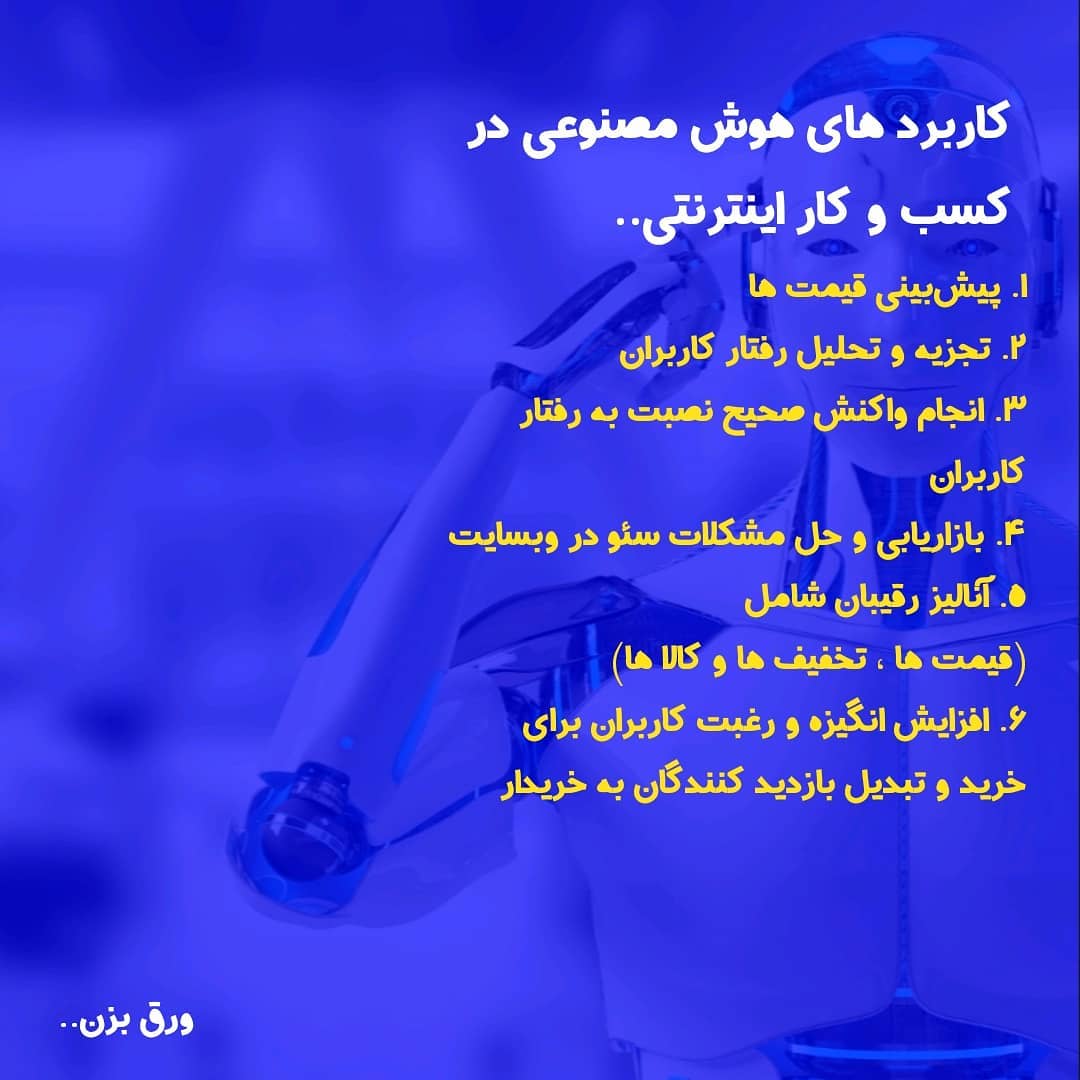 کاربرد های هوش مصنوعی در
کسب و کار اینترنتی..
۱. پیش‌بینی قیمت ها
۲. تجزیه و تحلیل رفتار کاربران
۳. انجام واکنش صحیح نصبت به رفتار
کاربران
۴. بازاریابی و حل مشکلات سئو در وبسایت
۵. آنالیز رقیبان شامل
(قیمت ها ، تخفیف ها و کالا ها)
۶. افزایش انگیزه و رغبت کاربران برای
خرید و تبدیل بازدید کنندگان به خریدار
ورق بزن..